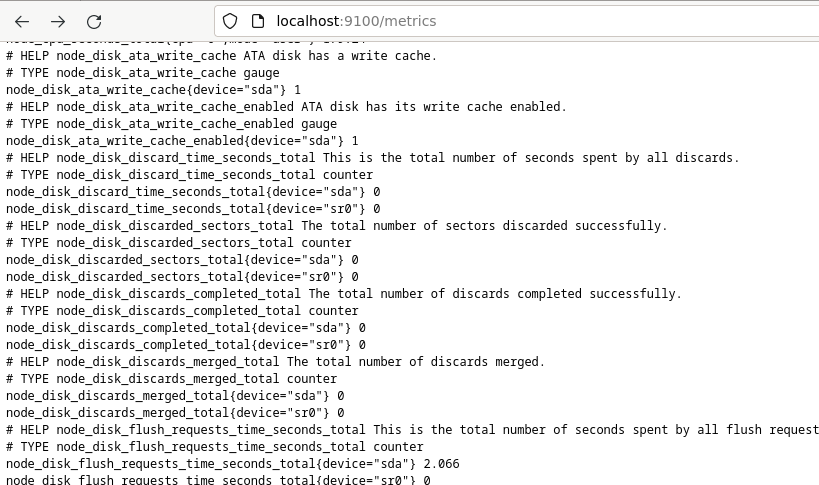 localhost:9100/metrics
# HELP node_disk_ata_write_cache ATA disk has a write cache.
# TYPE node_disk_ata_write_cache gauge
node_disk_ata_write_cache{device="sda"} 1
# HELP node_disk_ata_write_cache_enabled ATA disk has its write cache enabled.
# TYPE node_disk_ata_write_cache_enabled gauge
node_disk_ata_write_cache_enabled{device="sda"} 1
# HELP node_disk_discard_time_seconds_total This is the total number of seconds spent by all discards.
# TYPE node_disk_discard_time_seconds_total counter
node_disk_discard_time_seconds_total{device="sda"} 0
node_disk_discard_time_seconds_total{device="sr0"} 0
# HELP node_disk_discarded_sectors_total The total number of sectors discarded successfully.
# TYPE node_disk_discarded_sectors_total counter
node_disk_discarded_sectors_total{device="sda"} 0
node_disk_discarded_sectors_total{device="sr0"} 0
# HELP node_disk_discards_completed_total The total number of discards completed successfully.
# TYPE node_disk_discards_completed_total counter
node_disk_discards_completed_total{device="sda"} 0
node_disk_discards_completed_total{device="sr0"} 0
# HELP node_disk_discards_merged_total The total number of discards merged.
# TYPE node_disk_discards_merged_total counter
node_disk_discards_merged_total{device="sda"} 0
node_disk_discards_merged_total{device="sr0"} 0
# HELP node_disk_flush_requests_time_seconds_total This is the total number of seconds spent by all flush request
# TYPE node_disk_flush_requests_time_seconds_total counter
node_disk_flush_requests_time_seconds_total{device="sda"} 2.066
node_disk_flush_requests_time_seconds_total{device="sr0"} 0